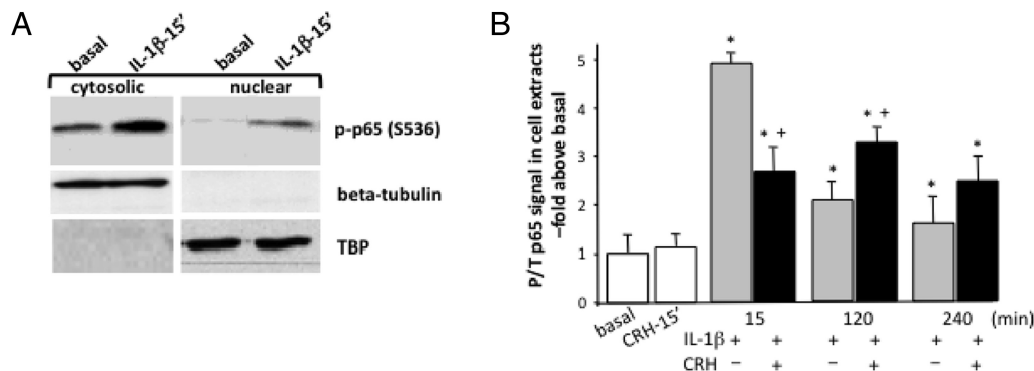 A
basal IL-1β-15' basal IL-1β-15'
cytosolic nuclear
p-p65 (S536)
beta-tubulin
TBP
B
P/T p65 signal in cell extracts
–fold above basal
5
4
3
2
1
0
*
* +
*
* +
*
*
basal CRH-15' 15 120 240 (min)
IL-1β + + + + + +
CRH – + – + – +